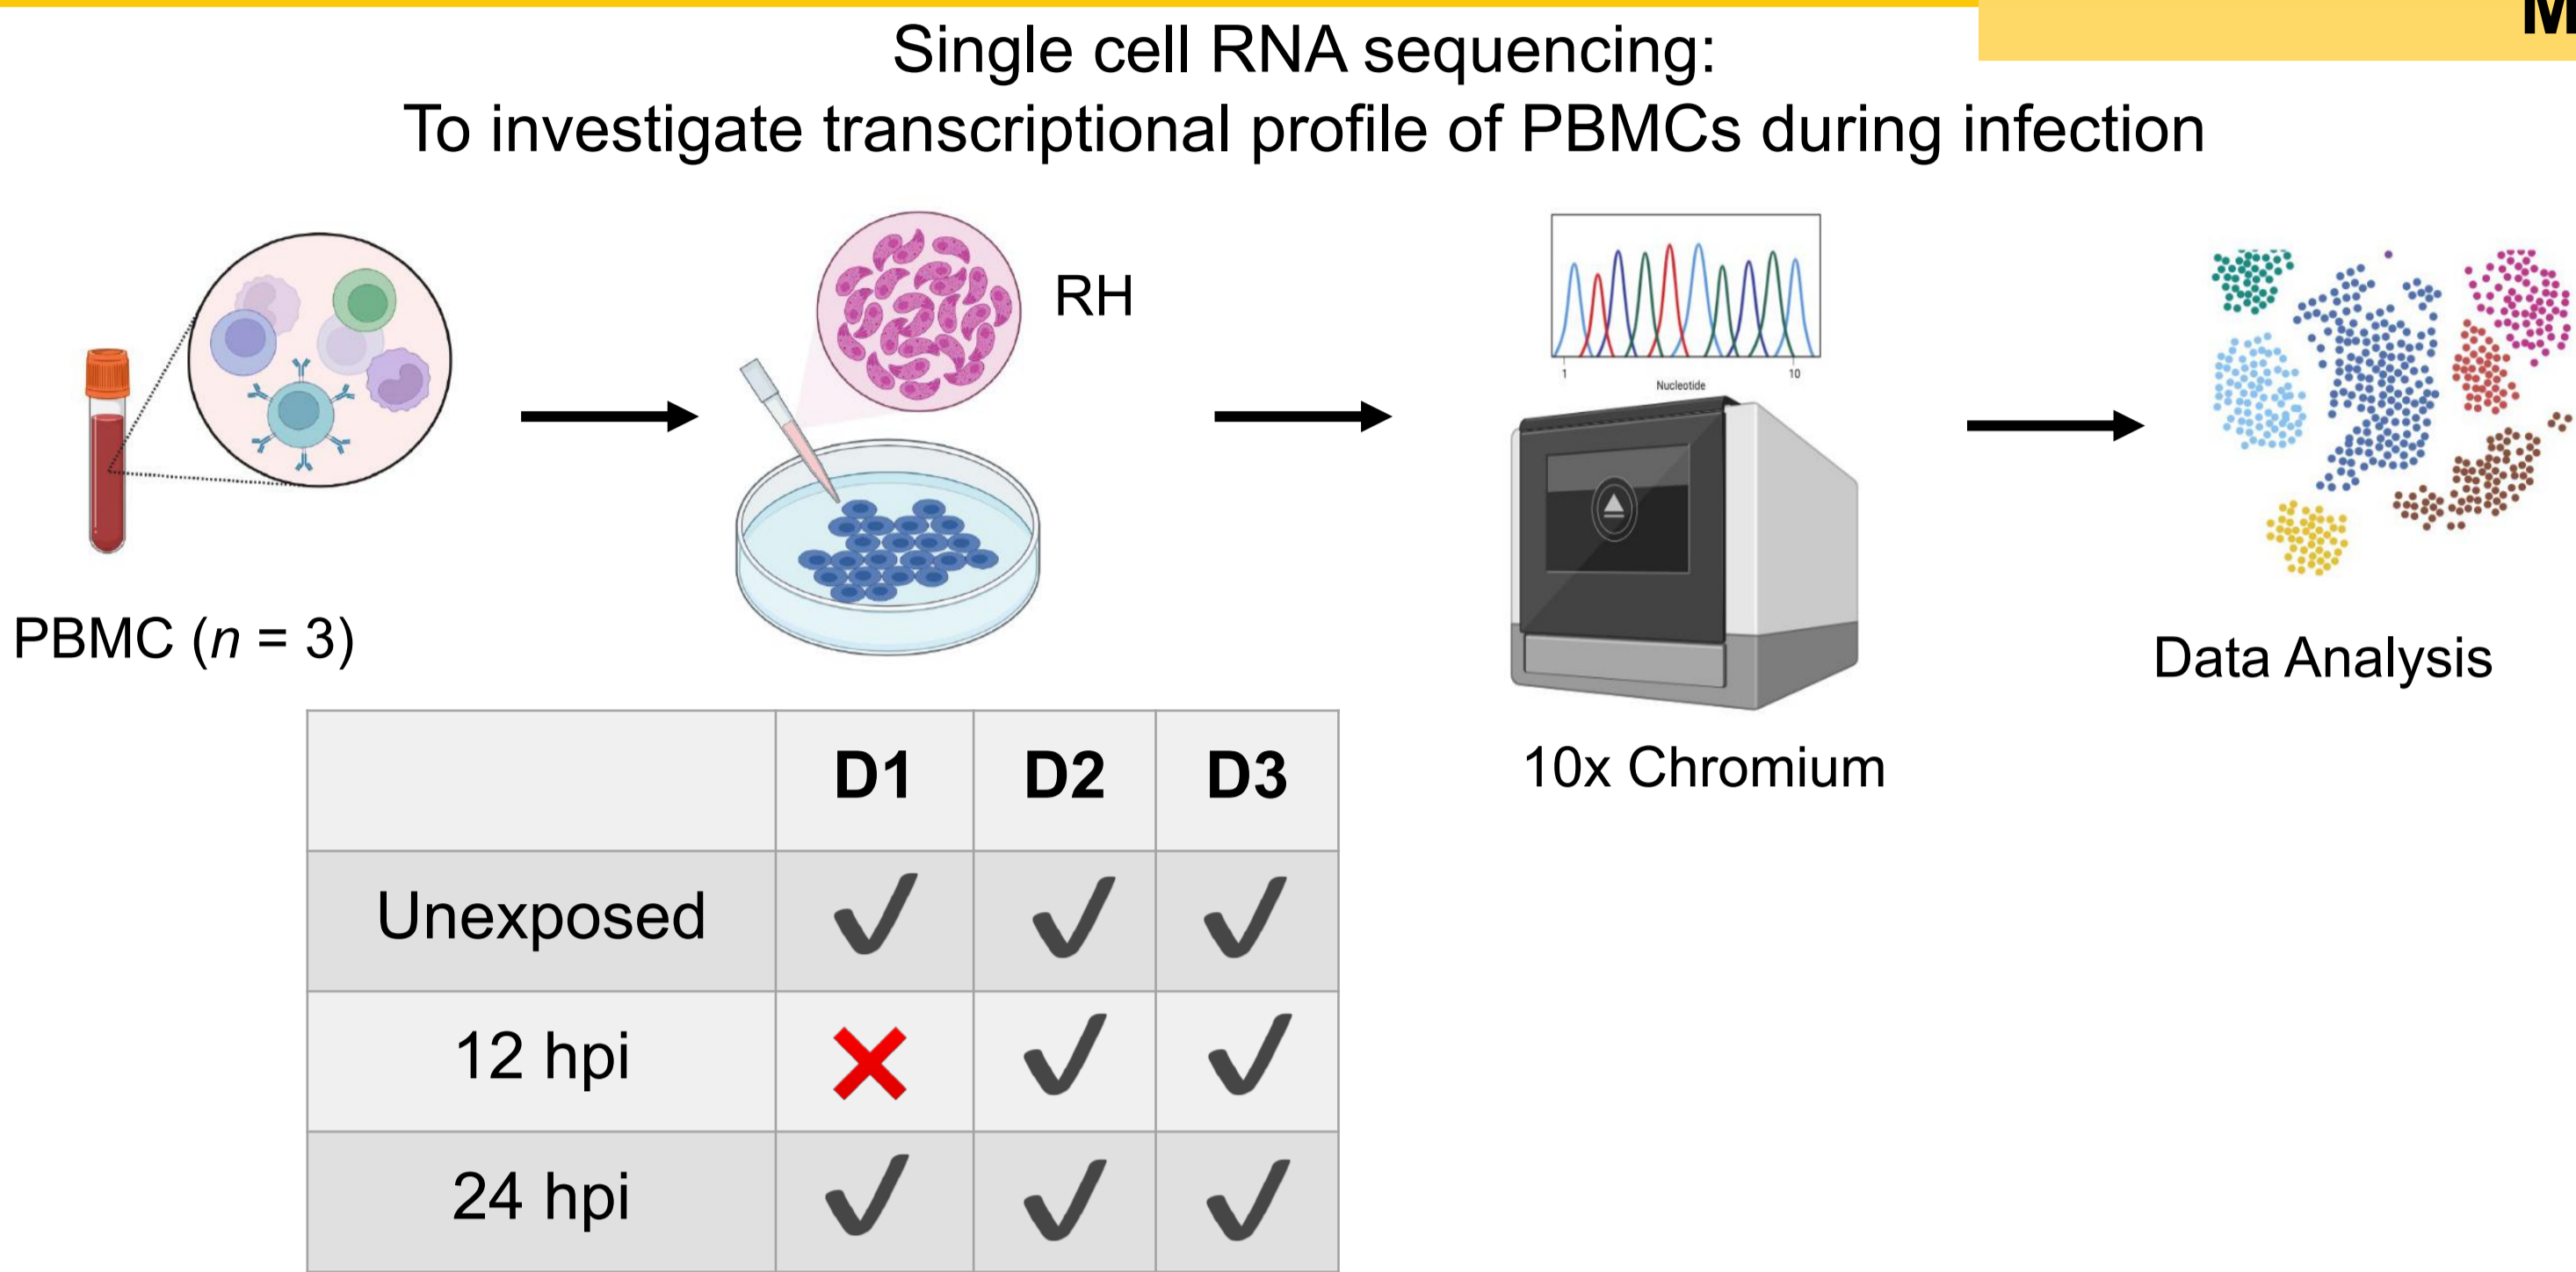 M
Single cell RNA sequencing:
To investigate transcriptional profile of PBMCs during infection
RH
1
10
Nucleotide
PBMC (n = 3)
10x Chromium
Data Analysis
D1 D2 D3
Unexposed ✔ ✔ ✔
12 hpi ❌ ✔ ✔
24 hpi ✔ ✔ ✔